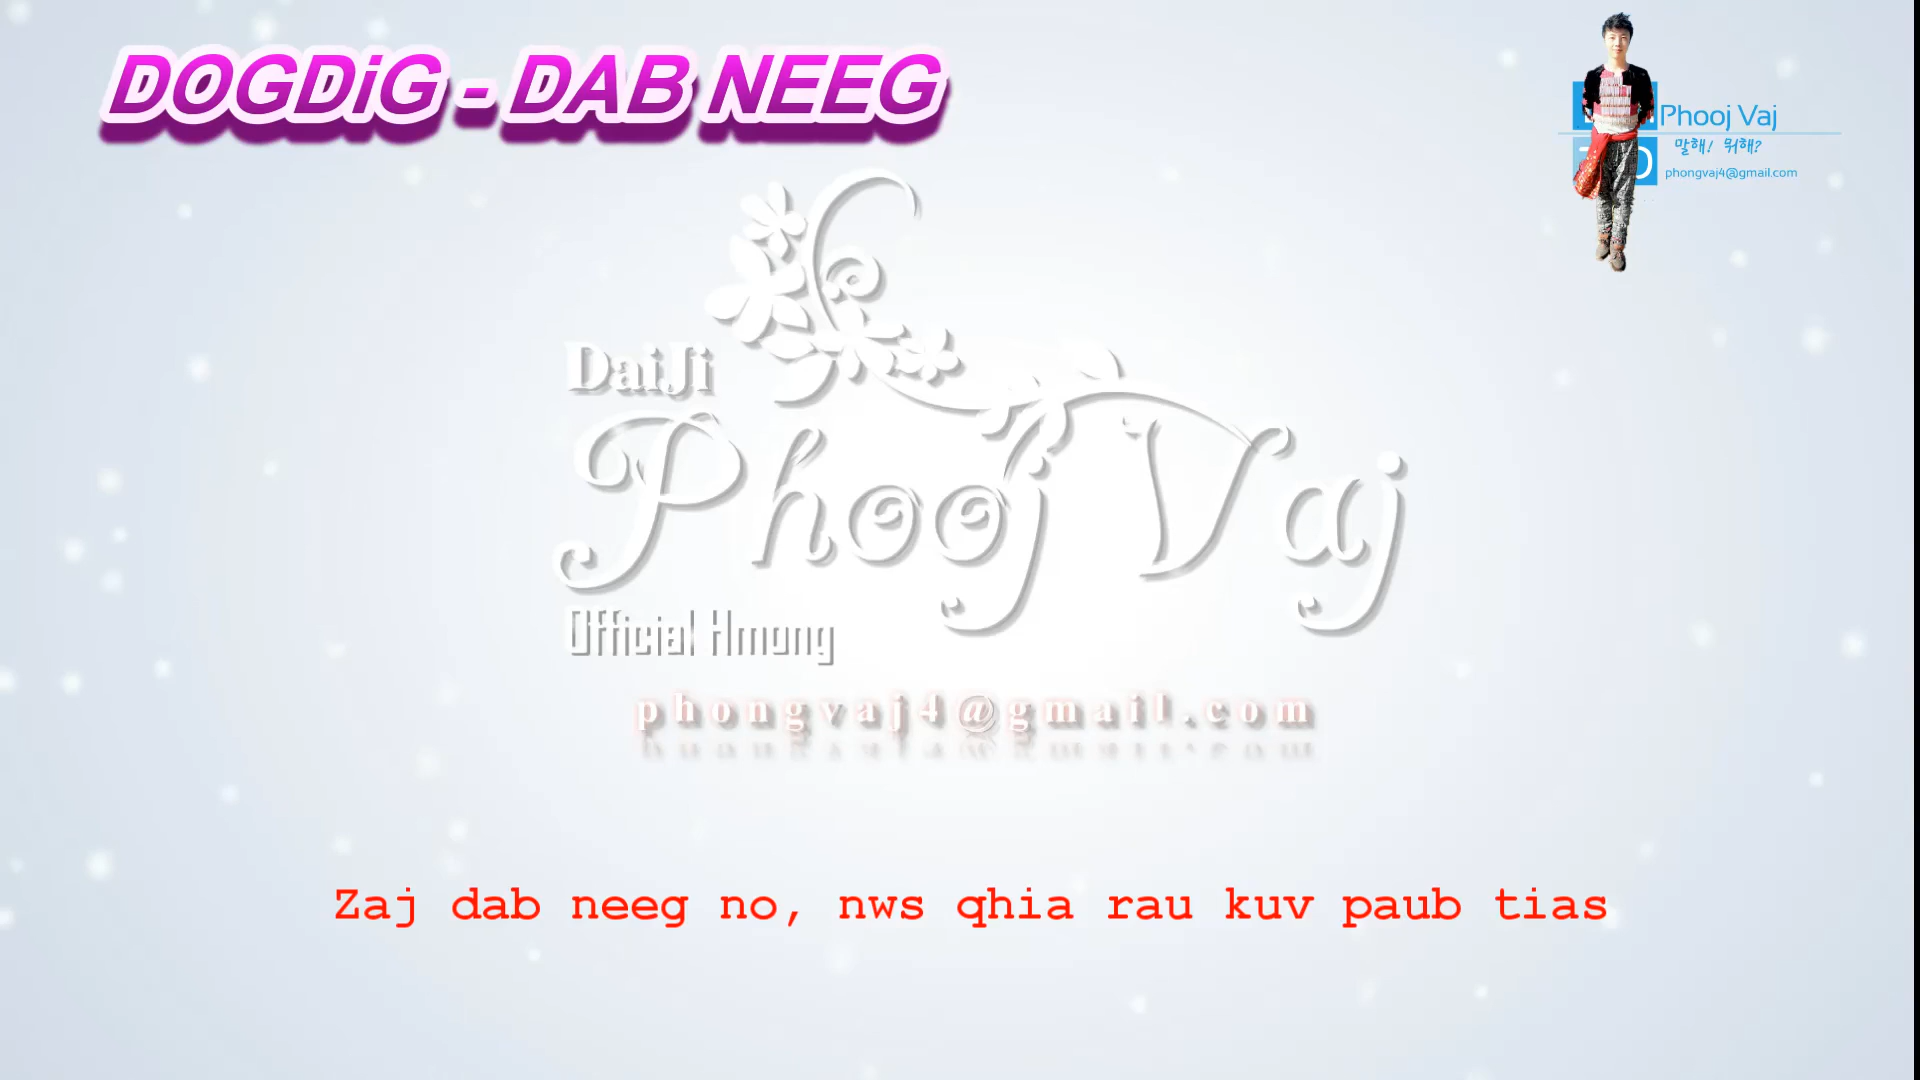 DOGDiG - DAB NEEG
Phooj Vaj
말해! 뭐해?
phongvaj4@gmail.com
DaiJi
Phooj Vaj
Official Hmong
phongvaj4@gmail.com
Zaj dab neeg no, nws qhia rau kuv paub tias